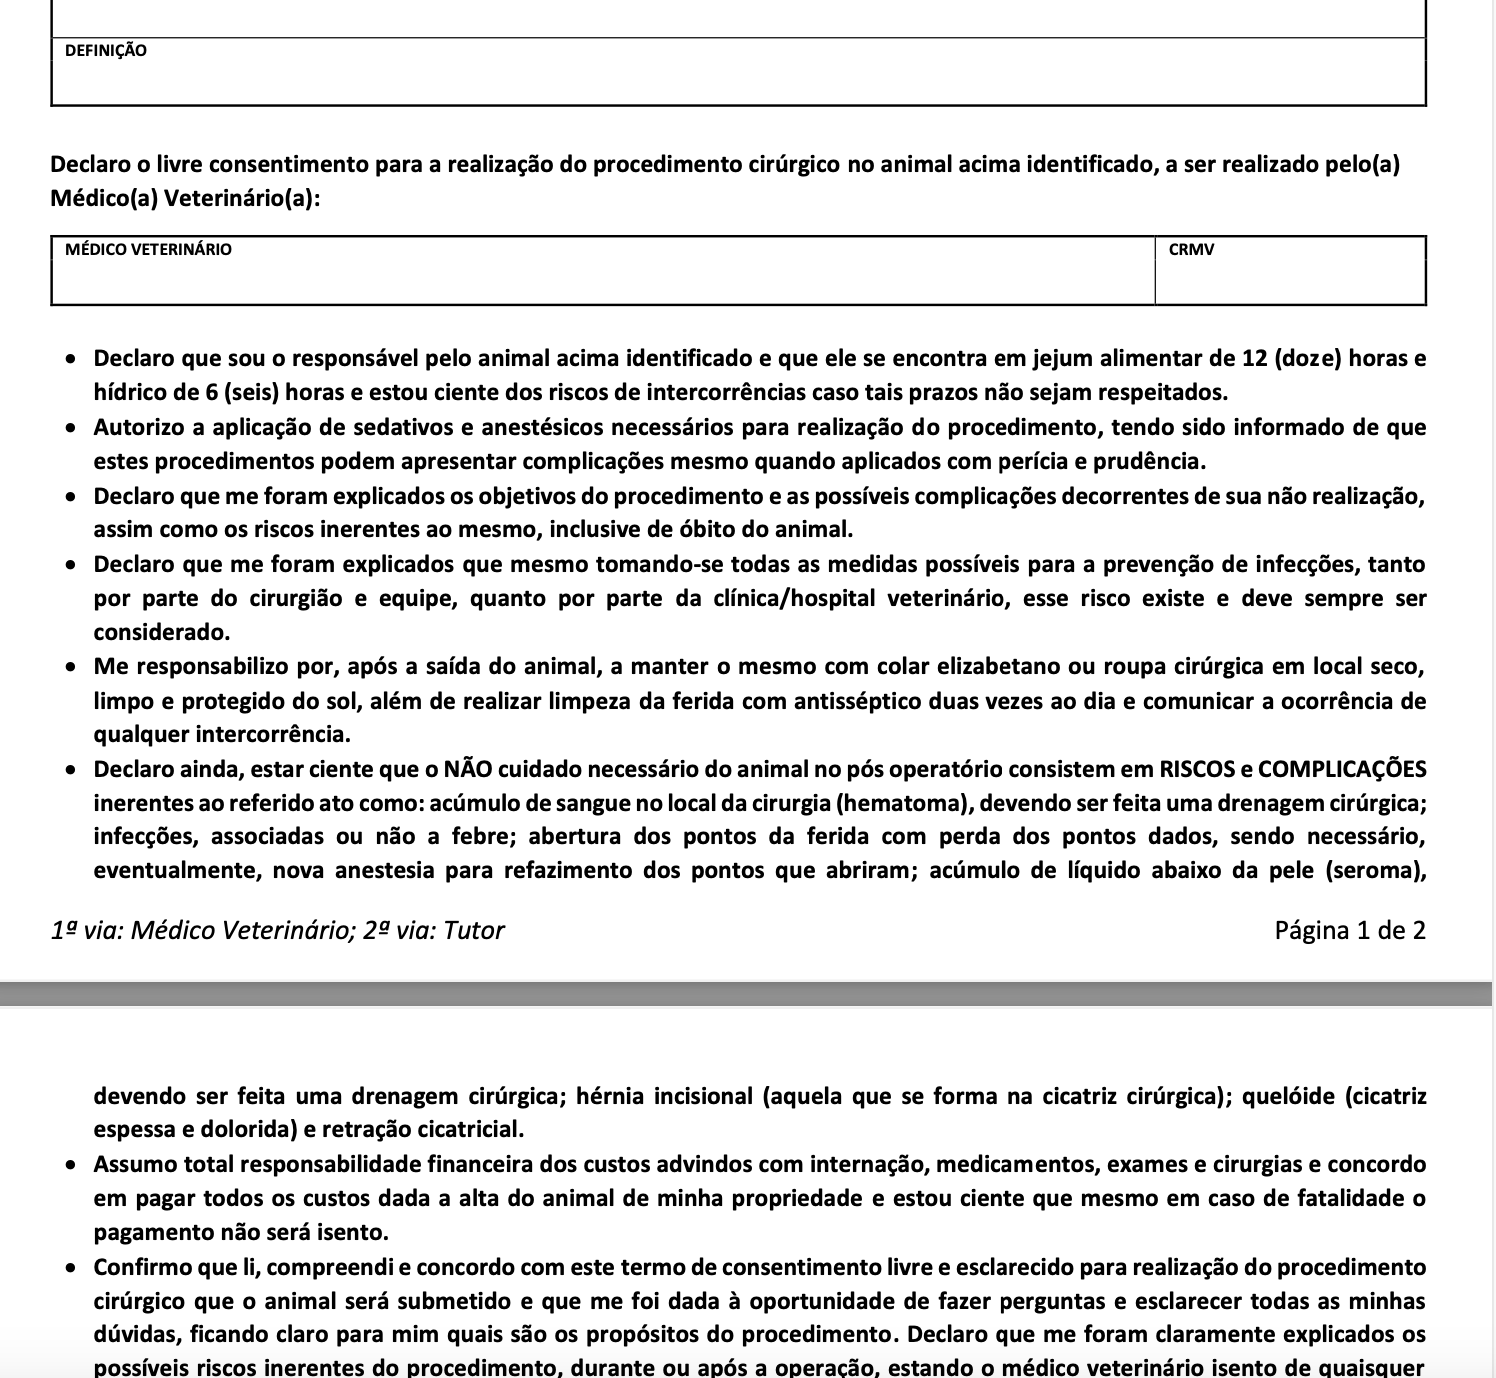 DEFINIÇÃO
Declaro o livre consentimento para a realização do procedimento cirúrgico no animal acima identificado, a ser realizado pelo(a)
Médico(a) Veterinário(a):
MÉDICO VETERINÁRIO
CRMV
• Declaro que sou o responsável pelo animal acima identificado e que ele se encontra em jejum alimentar de 12 (doze) horas e
hídrico de 6 (seis) horas e estou ciente dos riscos de intercorrências caso tais prazos não sejam respeitados.
• Autorizo a aplicação de sedativos e anestésicos necessários para realização do procedimento, tendo sido informado de que
estes procedimentos podem apresentar complicações mesmo quando aplicados com perícia e prudência.
• Declaro que me foram explicados os objetivos do procedimento e as possíveis complicações decorrentes de sua não realização,
assim como os riscos inerentes ao mesmo, inclusive de óbito do animal.
• Declaro que me foram explicados que mesmo tomando-se todas as medidas possíveis para a prevenção de infecções, tanto
por parte do cirurgião e equipe, quanto por parte da clínica/hospital veterinário, esse risco existe e deve sempre ser
considerado.
• Me responsabilizo por, após a saída do animal, a manter o mesmo com colar elizabetano ou roupa cirúrgica em local seco,
limpo e protegido do sol, além de realizar limpeza da ferida com antisséptico duas vezes ao dia e comunicar a ocorrência de
qualquer intercorrência.
• Declaro ainda, estar ciente que o NÃO cuidado necessário do animal no pós operatório consistem em RISCOS e COMPLICAÇÕES
inerentes ao referido ato como: acúmulo de sangue no local da cirurgia (hematoma), devendo ser feita uma drenagem cirúrgica;
infecções, associadas ou não a febre; abertura dos pontos da ferida com perda dos pontos dados, sendo necessário,
eventualmente, nova anestesia para refazimento dos pontos que abriram; acúmulo de líquido abaixo da pele (seroma),
1ª via: Médico Veterinário; 2ª via: Tutor
Página 1 de 2
devendo ser feita uma drenagem cirúrgica; hérnia incisional (aquela que se forma na cicatriz cirúrgica); quelóide (cicatriz
espessa e dolorida) e retração cicatricial.
• Assumo total responsabilidade financeira dos custos advindos com internação, medicamentos, exames e cirurgias e concordo
em pagar todos os custos dada a alta do animal de minha propriedade e estou ciente que mesmo em caso de fatalidade o
pagamento não será isento.
• Confirmo que li, compreendi e concordo com este termo de consentimento livre e esclarecido para realização do procedimento
cirúrgico que o animal será submetido e que me foi dada à oportunidade de fazer perguntas e esclarecer todas as minhas
dúvidas, ficando claro para mim quais são os propósitos do procedimento. Declaro que me foram claramente explicados os
possíveis riscos inerentes do procedimento, durante ou após a operação, estando o médico veterinário isento de quaisquer